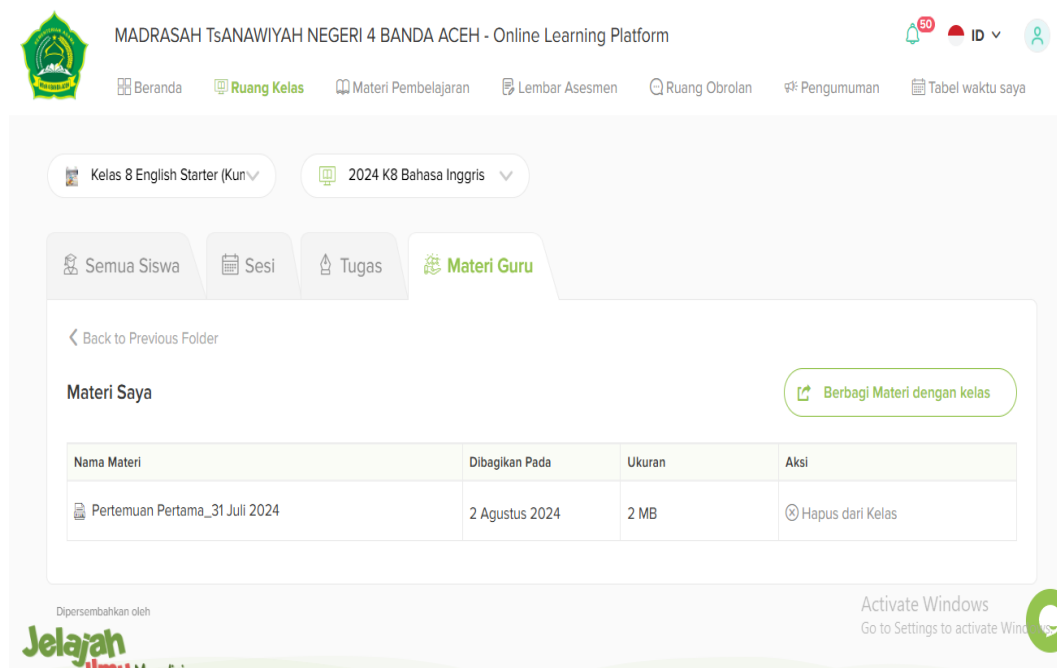 MADRASAH TsANAWIYAH NEGERI 4 BANDA ACEH - Online Learning Platform
50
ID
Beranda
Ruang Kelas
Materi Pembelajaran
Lembar Asesmen
Ruang Obrolan
Pengumuman
Tabel waktu saya
Kelas 8 English Starter (Kun
2024 K8 Bahasa Inggris
Semua Siswa
Sesi
Tugas
Materi Guru
Back to Previous Folder
Materi Saya
Berbagi Materi dengan kelas
Nama Materi
Dibagikan Pada
Ukuran
Aksi
Pertemuan Pertama_31 Juli 2024
2 Agustus 2024
2 MB
Hapus dari Kelas
Dipersembahkan oleh
Activate Windows
Go to Settings to activate Windows.
Jelajah
Ilmu